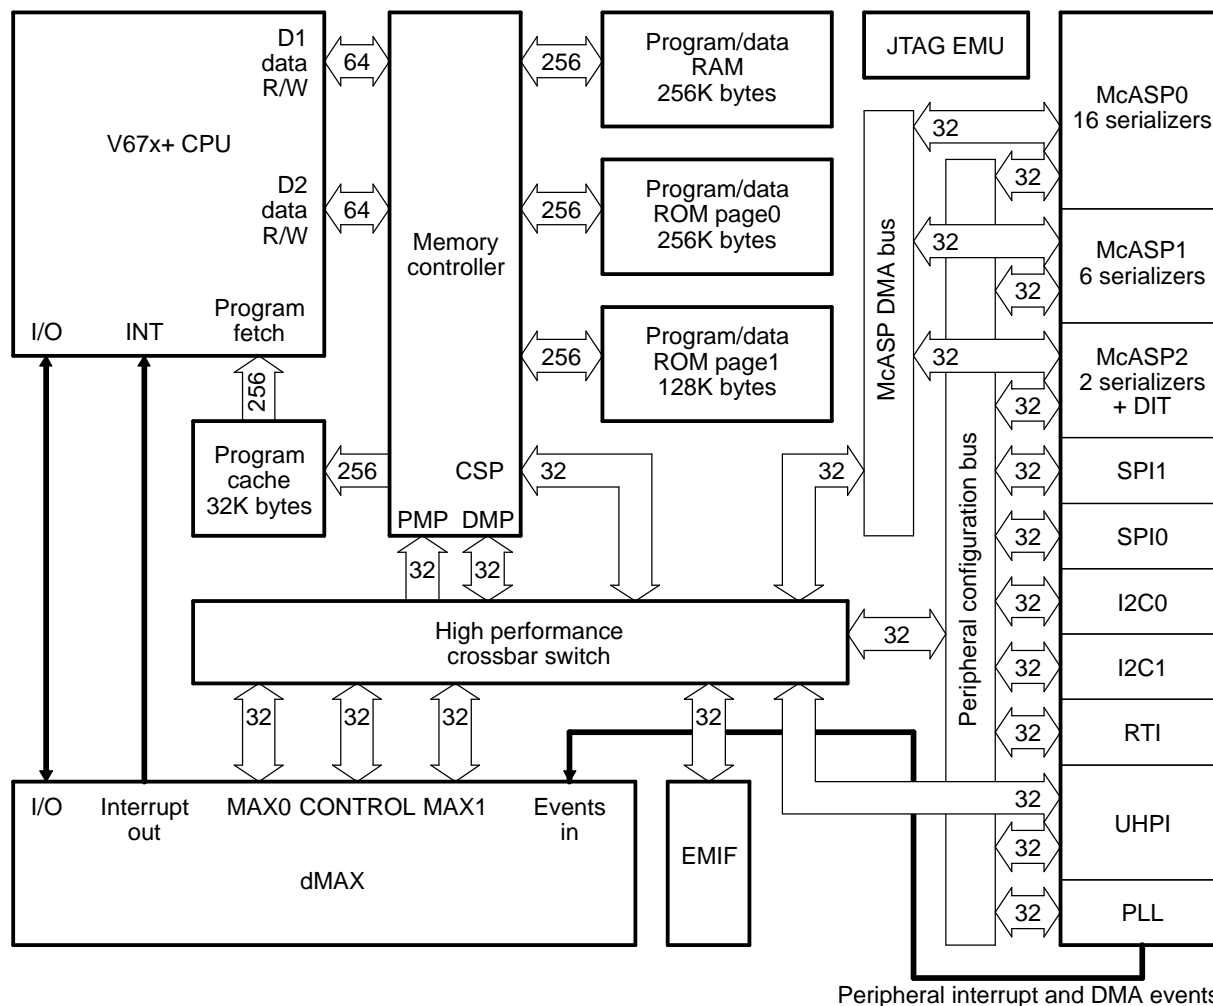 D1
data
R/W
64
256
Program/data
RAM
256K bytes
JTAG EMU
McASP0
16 serializers
32
32
V67x+ CPU
D2
data
R/W
64
Memory
controller
256
Program/data
ROM page0
256K bytes
McASP DMA bus
32
McASP1
6 serializers
32
I/O
INT
Program
fetch
256
Program/data
ROM page1
128K bytes
32
McASP2
2 serializers
+ DIT
32
256
Program
cache
32K bytes
256
CSP
32
32
PMP
DMP
32
SPI1
32
SPI0
32
32
Peripheral configuration bus
32
I2C0
High performance
crossbar switch
32
32
I2C1
32
32
32
32
32
RTI
I/O
Interrupt
out
MAX0 CONTROL MAX1
Events
in
dMAX
EMIF
32
UHPI
32
32
PLL
Peripheral interrupt and DMA events